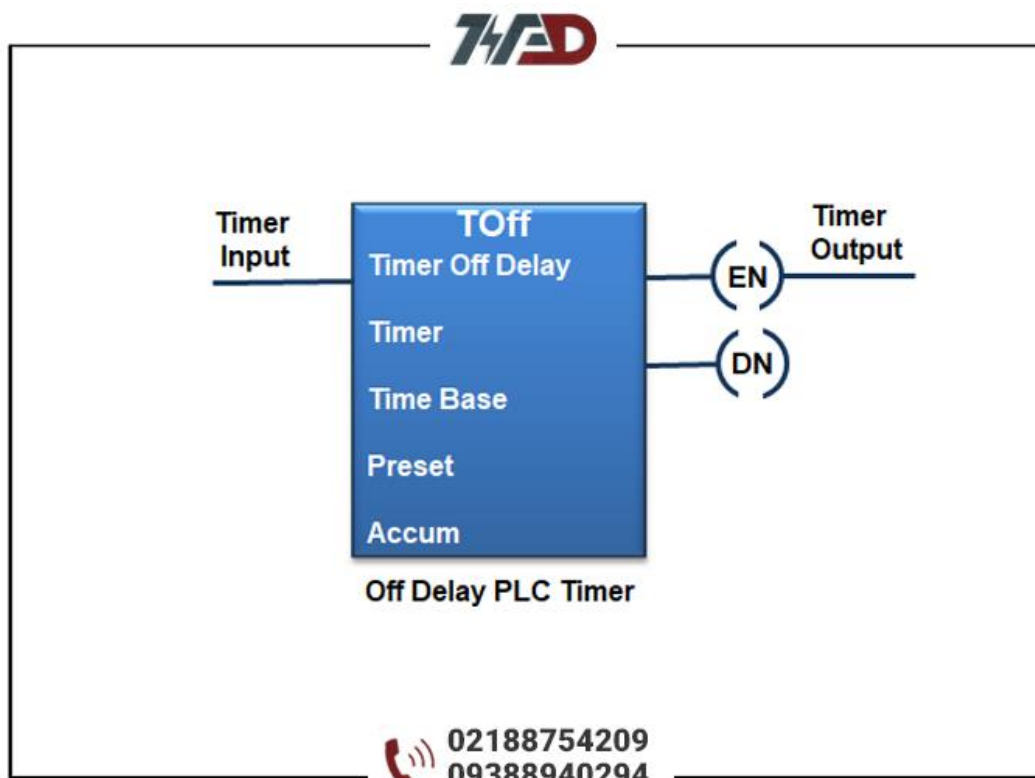 Timer
Input
TOff
Timer Off Delay
Timer
Time Base
Preset
Accum
EN
DN
Timer
Output
Off Delay PLC Timer
02188754209
09388940294